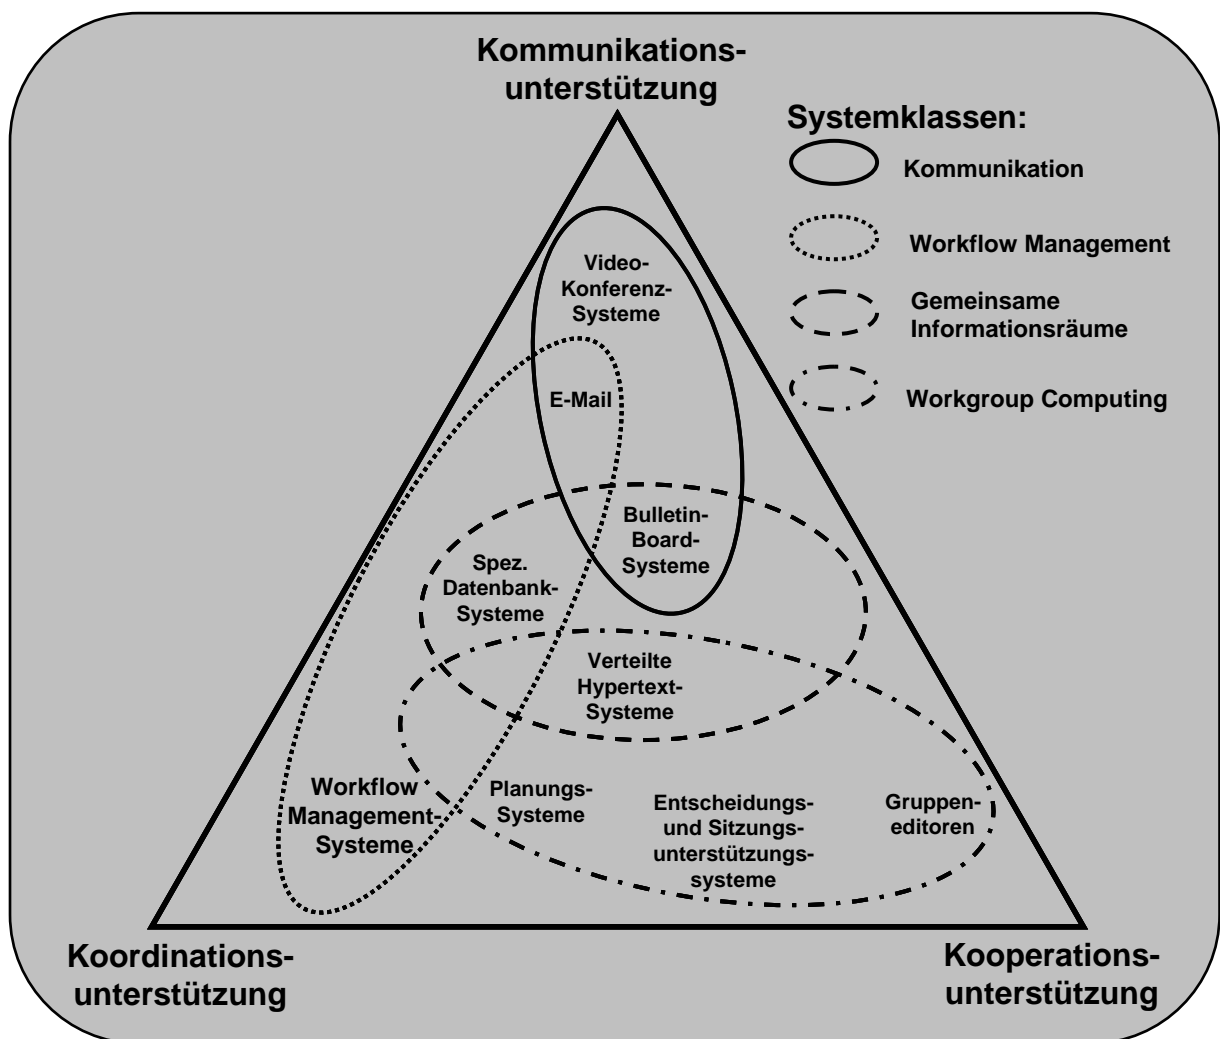 Kommunikations-
unterstützung
Systemklassen:
Kommunikation
Workflow Management
Gemeinsame
Informationsräume
Workgroup Computing
Video-
Konferenz-
Systeme
E-Mail
Bulletin-
Board-
Systeme
Spez.
Datenbank-
Systeme
Verteilte
Hypertext-
Systeme
Workflow
Management-
Systeme
Planungs-
Systeme
Entscheidungs-
und Sitzungs-
unterstützungs-
systeme
Gruppen-
editoren
Koordinations-
unterstützung
Kooperations-
unterstützung